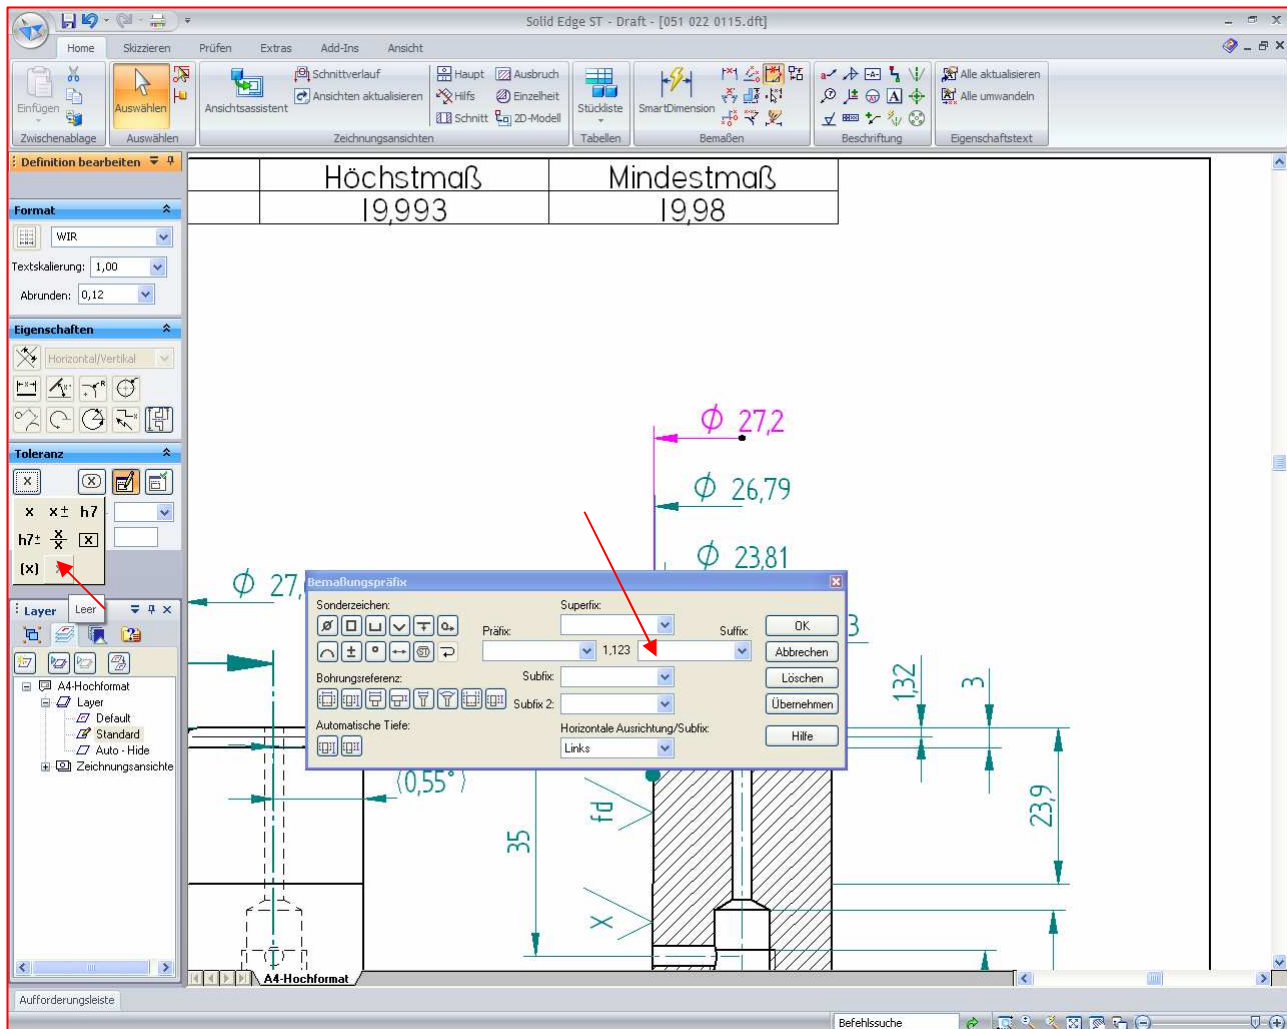 Solid Edge ST - Draft - [051 022 0115.dft]
Home Skizzieren Prüfen Extras Add-Ins Ansicht
Einfügen
Zwischenablage
Auswählen
Auswählen
Ansichtsassistent
Schnittverlauf
Ansichten aktualisieren
Haupt
Hilfs
Schnitt
Ausbruch
Einzelheit
2D-Modell
Zeichnungsansichten
Stückliste
Tabellen
SmartDimension
Bemaßen
Beschriftung
Alle aktualisieren
Alle umwandeln
Eigenschaftstext
Definition bearbeiten
Format
WIR
Textskalierung: 1,00
Abrunden: 0,12
Eigenschaften
Horizontal/Vertikal
Toleranz
x
x x± h7
h7± x/x x
(x)
Leer
Layer
A4-Hochformat
Layer
Default
Standard
Auto - Hide
Zeichnungsansichte
Höchstmaß Mindestmaß
19,993 19,98
ϕ 27,2
ϕ 26,79
ϕ 23,81
ϕ 27,
3
Bemaßungspräfix
Sonderzeichen:
Superfix:
Präfix:
1,123
Suffix:
Bohrungsreferenz:
Subfix:
Subfix 2:
Automatische Tiefe:
Horizontale Ausrichtung/Subfix:
Links
OK
Abbrechen
Löschen
Übernehmen
Hilfe
1,32
3
(0,55°)
fd
35
23,9
x
A4-Hochformat
Aufforderungsleiste
Befehlssuche